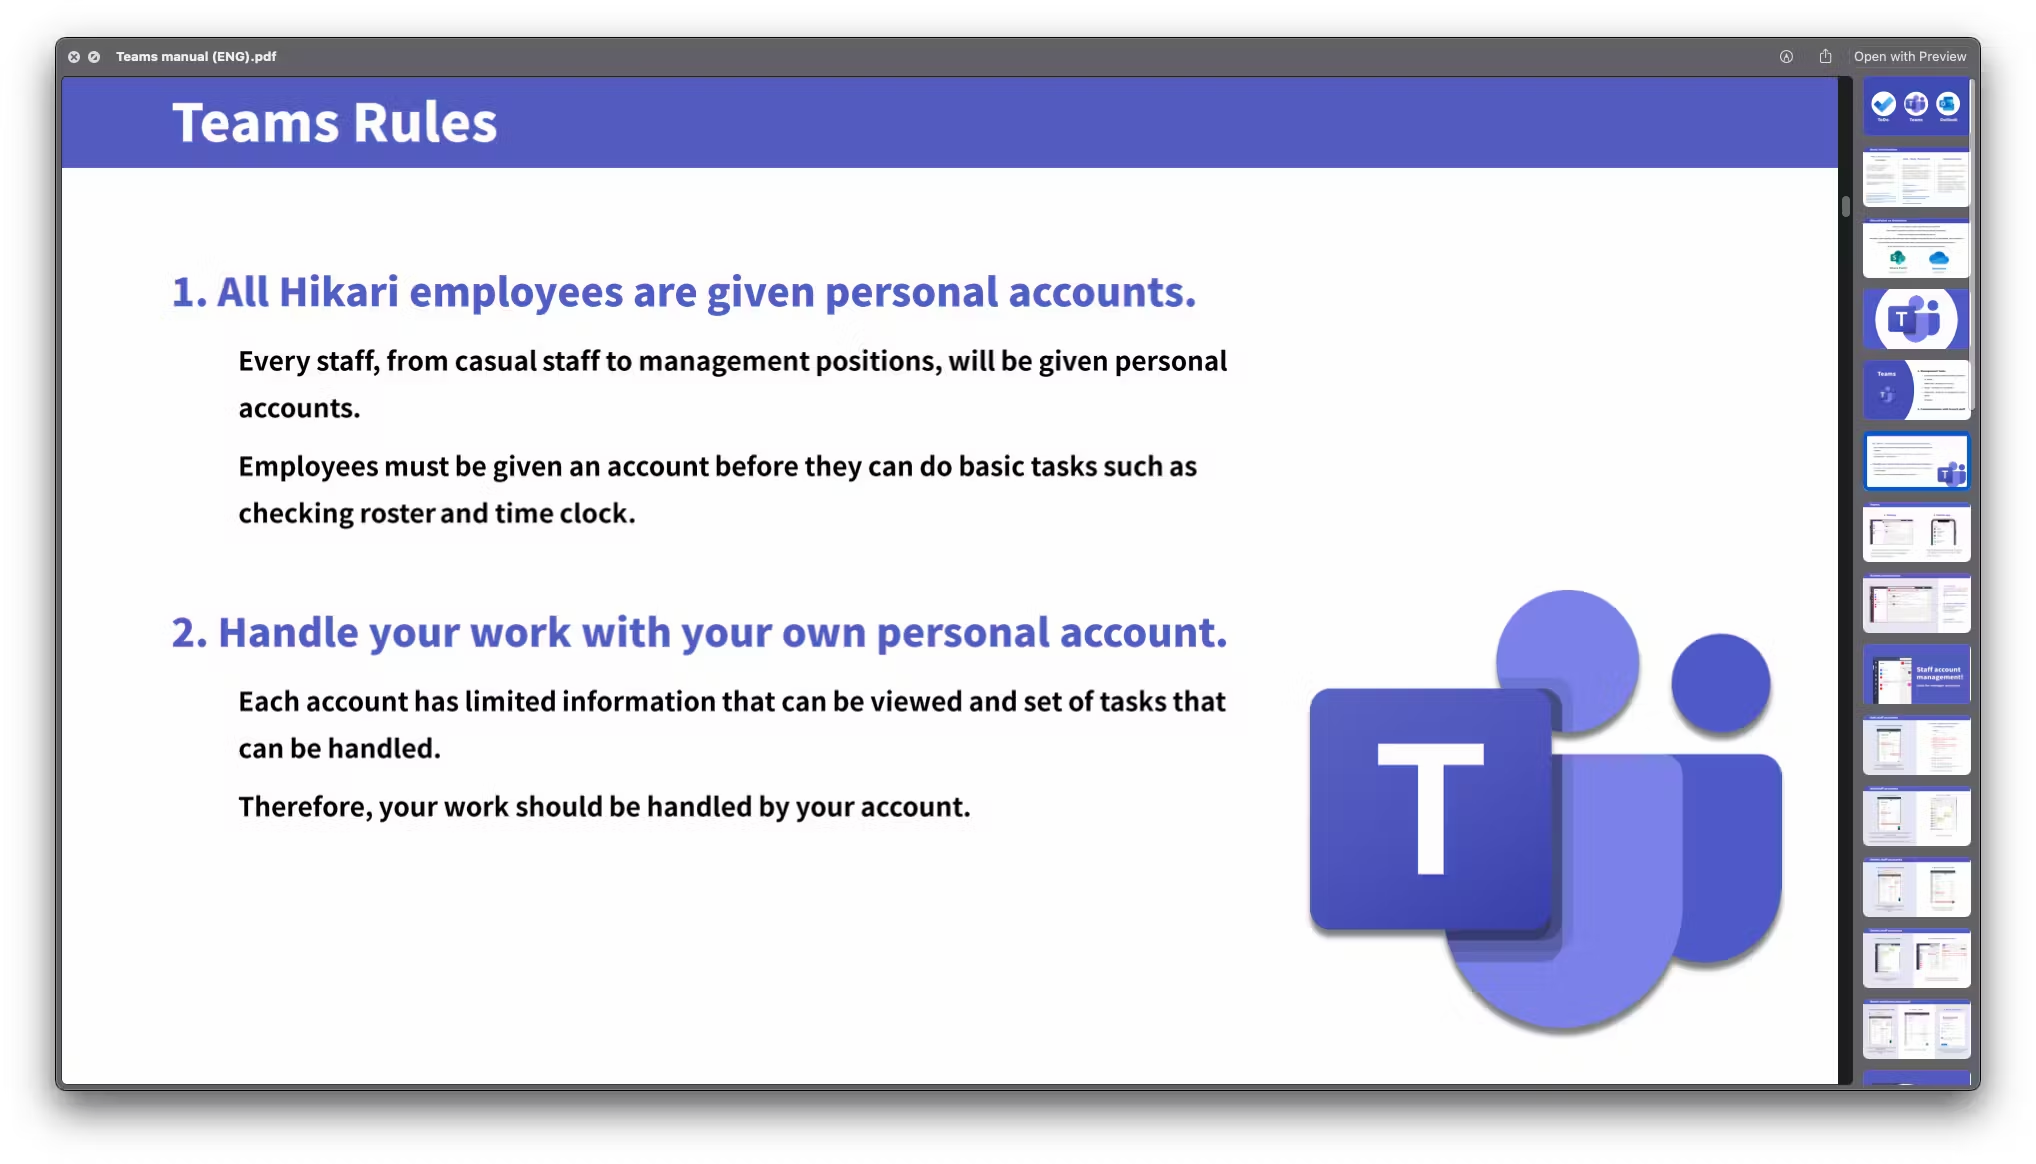 Teams manual (ENG).pdf
Open with Preview
Teams Rules
1. All Hikari employees are given personal accounts.
Every staff, from casual staff to management positions, will be given personal
accounts.
Employees must be given an account before they can do basic tasks such as
checking roster and time clock.
2. Handle your work with your own personal account.
Each account has limited information that can be viewed and set of tasks that
can be handled.
Therefore, your work should be handled by your account.
T
Teams
Staff account
management!